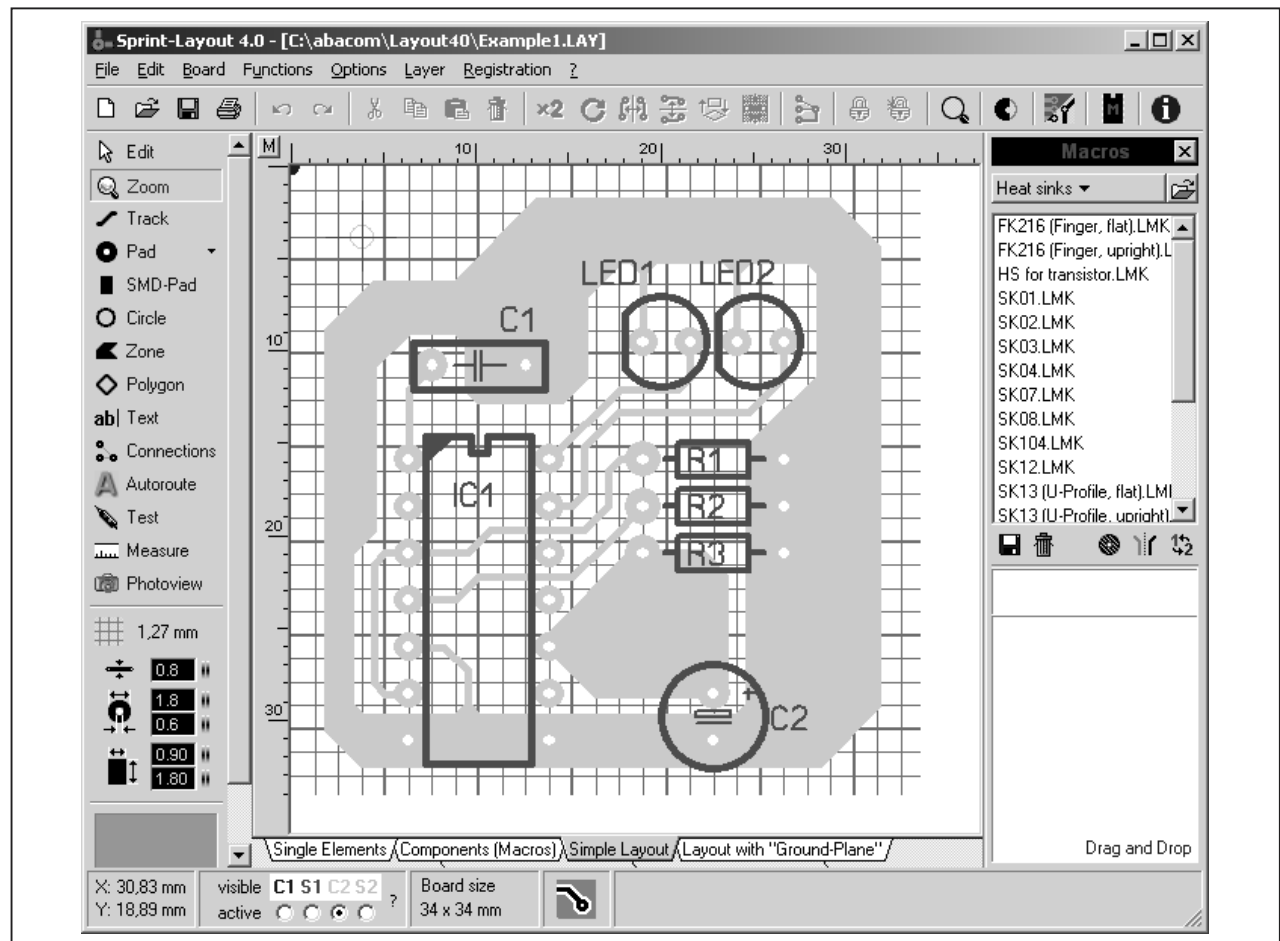 Sprint-Layout 4.0 - [C:\abacom\Layout40\Example1.LAY]
File Edit Board Functions Options Layer Registration ?
×2 M i
Edit
Zoom
Track
Pad
SMD-Pad
Circle
Zone
Polygon
ab| Text
Connections
Autoroute
Test
Measure
Photoview
1,27 mm
0.8
1.8
0.6
0.90
1.80
M
10 20 30
10
20
30
LED1 LED2
C1
IC1
R1
R2
R3
+
C2
Macros
Heat sinks
FK216 (Finger, flat).LMK
FK216 (Finger, upright).L
HS for transistor.LMK
SK01.LMK
SK02.LMK
SK03.LMK
SK04.LMK
SK07.LMK
SK08.LMK
SK104.LMK
SK12.LMK
SK13 (U-Profile, flat).LMI
SK13 (U-Profile, upright).
Drag and Drop
Single Elements Components (Macros) Simple Layout Layout with "Ground-Plane"
X: 30,83 mm
Y: 18,89 mm
visible C1 S1 C2 S2
active
?
Board size
34 x 34 mm